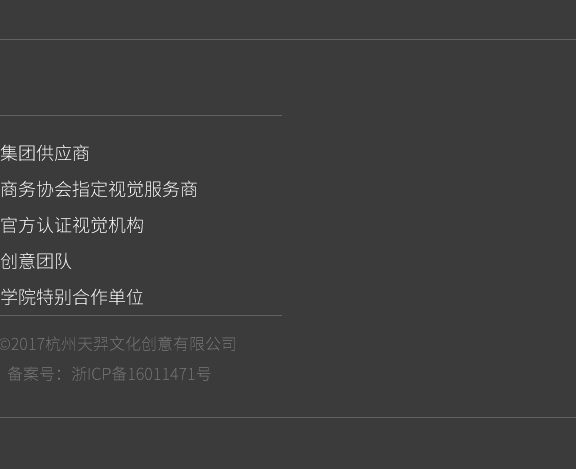 集团供应商
商务协会指定视觉服务商
官方认证视觉机构
创意团队
学院特别合作单位
©2017杭州天羿文化创意有限公司
备案号：浙ICP备16011471号